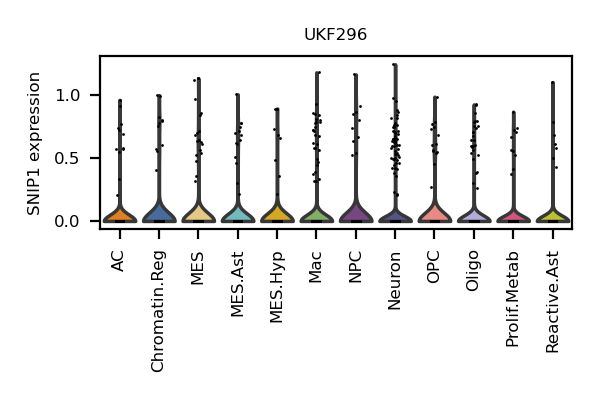 UKF296
SNIP1 expression
1.0
0.5
0.0
AC
Chromatin.Reg
MES
MES.Ast
MES.Hyp
Mac
NPC
Neuron
OPC
Oligo
Prolif.Metab
Reactive.Ast